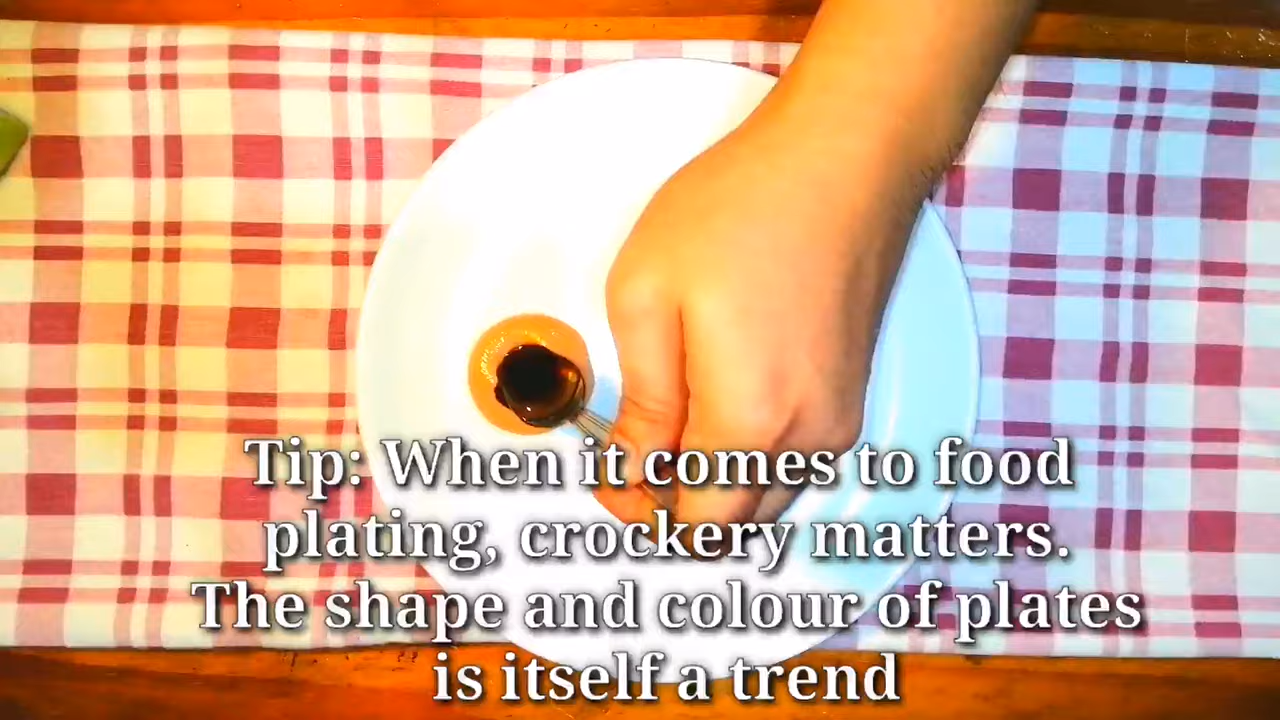 Tip: When it comes to food
plating, crockery matters.
The shape and colour of plates
is itself a trend